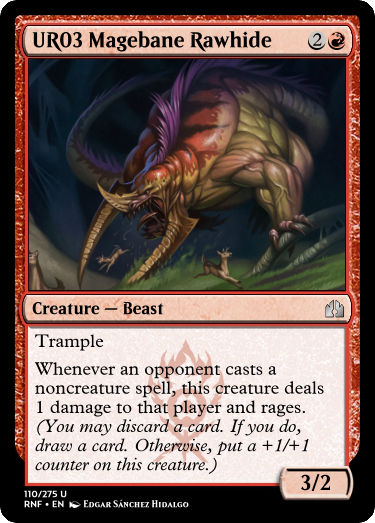 UR03 Magebane Rawhide 2
Creature — Beast
Trample
Whenever an opponent casts a
noncreature spell, this creature deals
1 damage to that player and rages.
(You may discard a card. If you do,
draw a card. Otherwise, put a +1/+1
counter on this creature.)
3/2
110/275 U
RNF • EN Edgar Sánchez Hidalgo